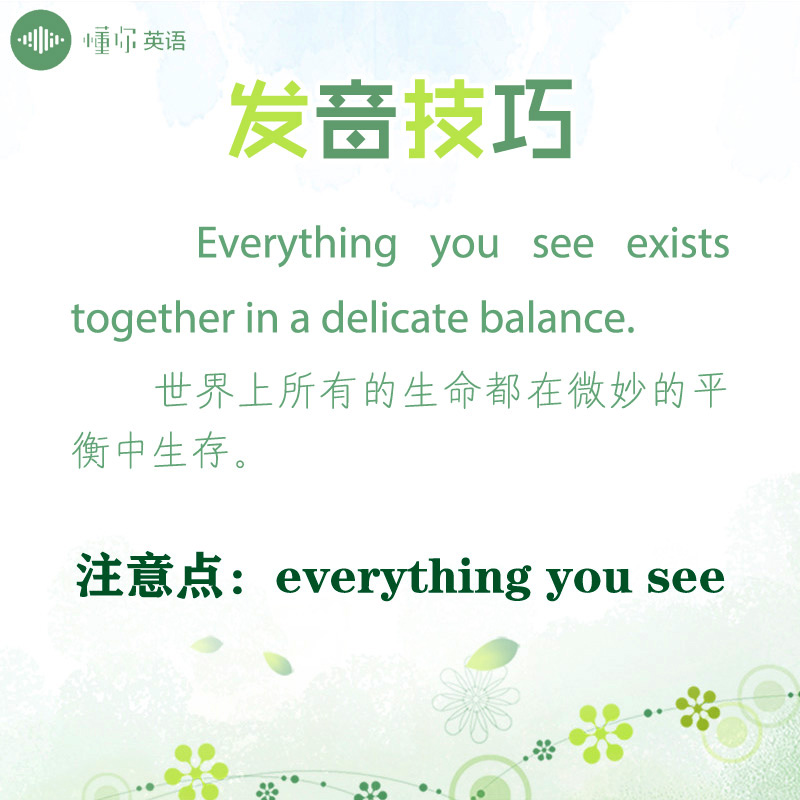 懂你英语
发音技巧
Everything you see exists
together in a delicate balance.
世界上所有的生命都在微妙的平
衡中生存。
注意点：everything you see